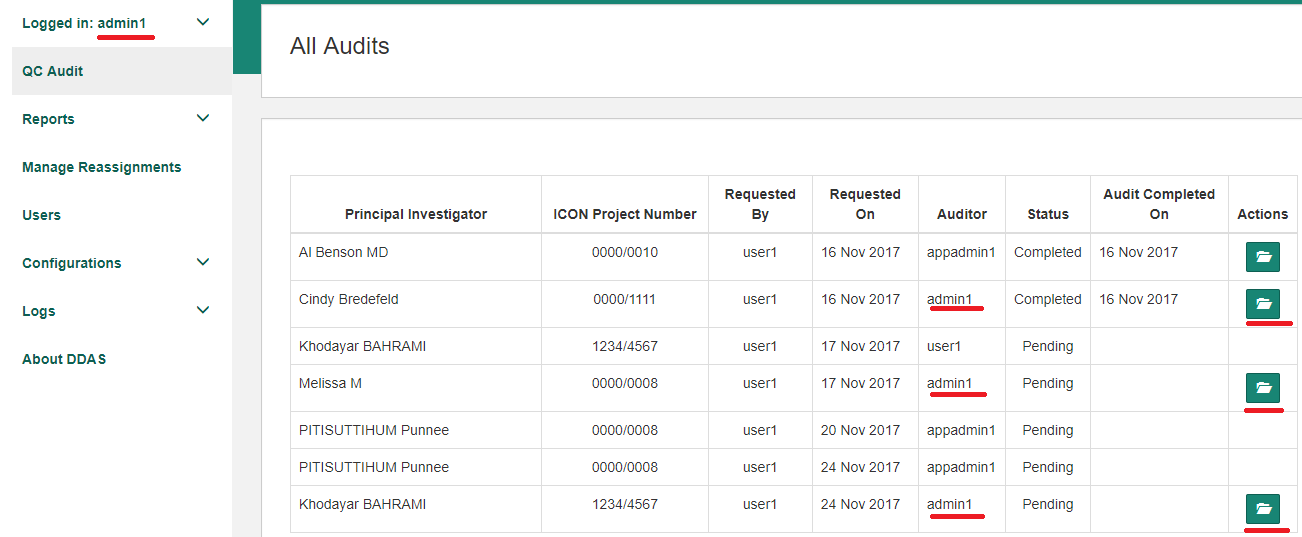 Logged in: admin1
QC Audit
Reports
Manage Reassignments
Users
Configurations
Logs
About DDAS
All Audits
Principal Investigator ICON Project Number Requested By Requested On Auditor Status Audit Completed On Actions
Al Benson MD 0000/0010 user1 16 Nov 2017 appadmin1 Completed 16 Nov 2017
Cindy Bredefeld 0000/1111 user1 16 Nov 2017 admin1 Completed 16 Nov 2017
Khodayar BAHRAMI 1234/4567 user1 17 Nov 2017 user1 Pending
Melissa M 0000/0008 user1 17 Nov 2017 admin1 Pending
PITISUTTIHUM Punnee 0000/0008 user1 20 Nov 2017 appadmin1 Pending
PITISUTTIHUM Punnee 0000/0008 user1 24 Nov 2017 appadmin1 Pending
Khodayar BAHRAMI 1234/4567 user1 24 Nov 2017 admin1 Pending